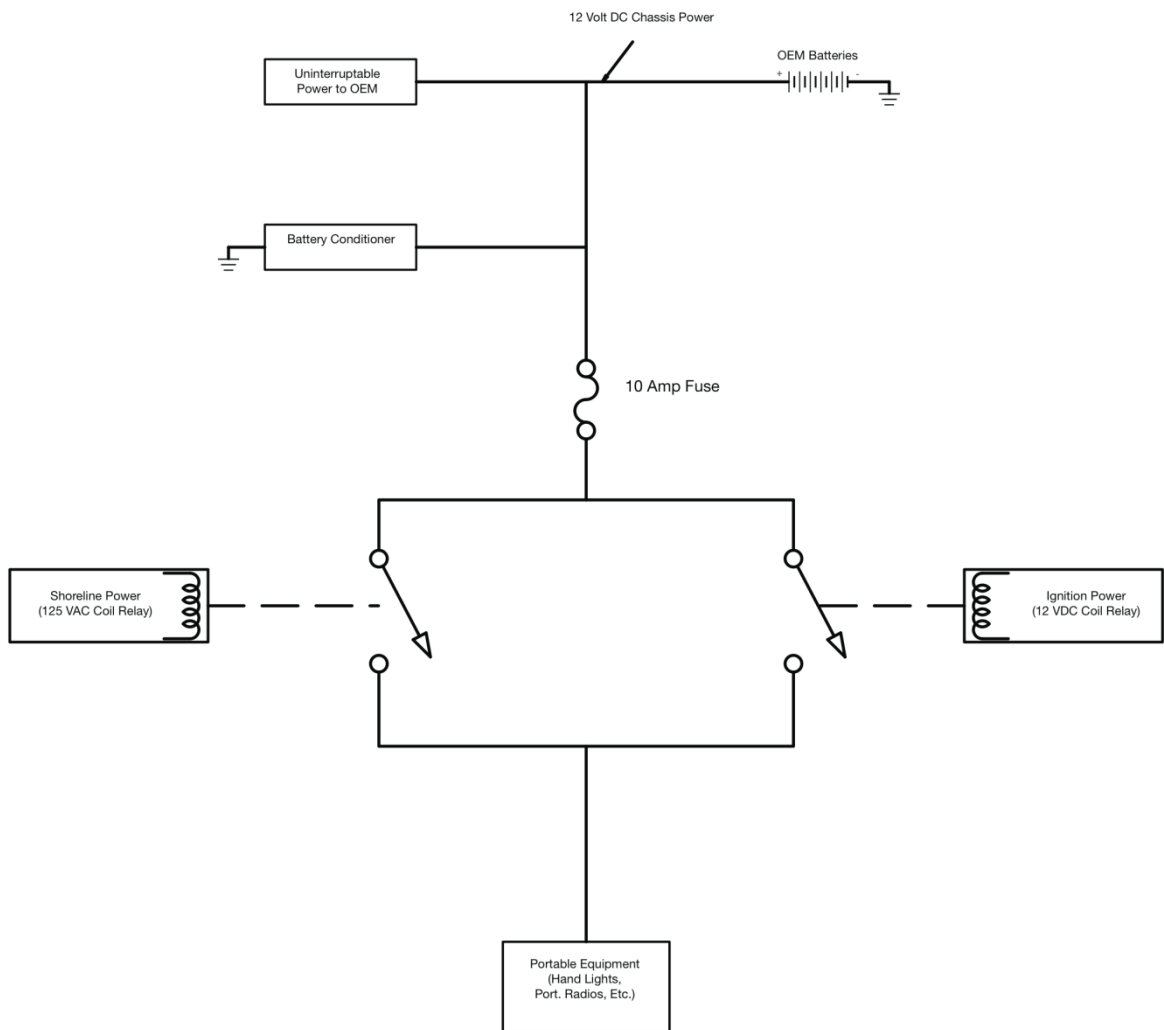 12 Volt DC Chassis Power
OEM Batteries
+ -
Uninterruptable
Power to OEM
Battery Conditioner
10 Amp Fuse
Shoreline Power
(125 VAC Coil Relay)
Ignition Power
(12 VDC Coil Relay)
Portable Equipment
(Hand Lights,
Port. Radios, Etc.)